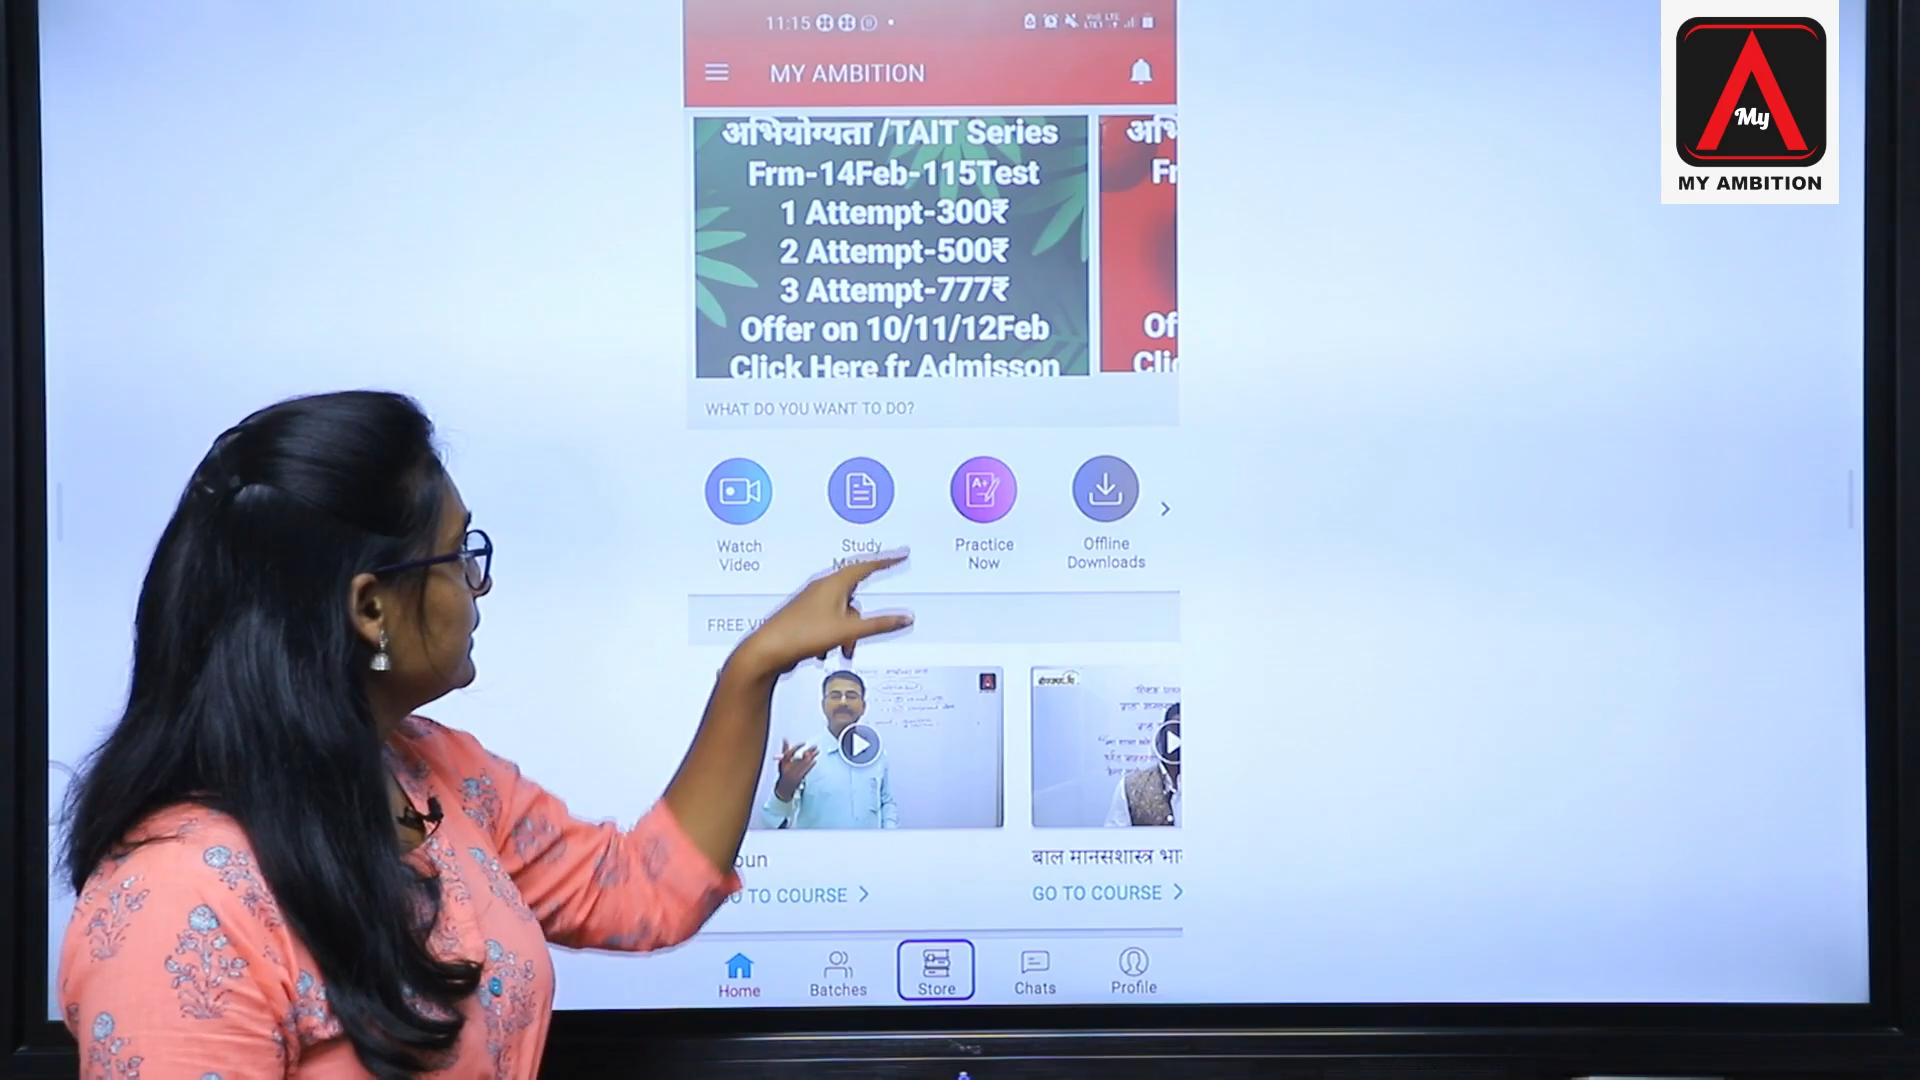 11:15
MY AMBITION
अभियोग्यता /TAIT Series
Frm-14Feb-115Test
1 Attempt-300₹
2 Attempt-500₹
3 Attempt-777₹
Offer on 10/11/12Feb
Click Here fr Admisson
WHAT DO YOU WANT TO DO?
Watch Video
Study
Practice Now
Offline Downloads
FREE
बाल मानसशास्त्र
TO COURSE
GO TO COURSE
Home
Batches
Store
Chats
Profile
My
MY AMBITION